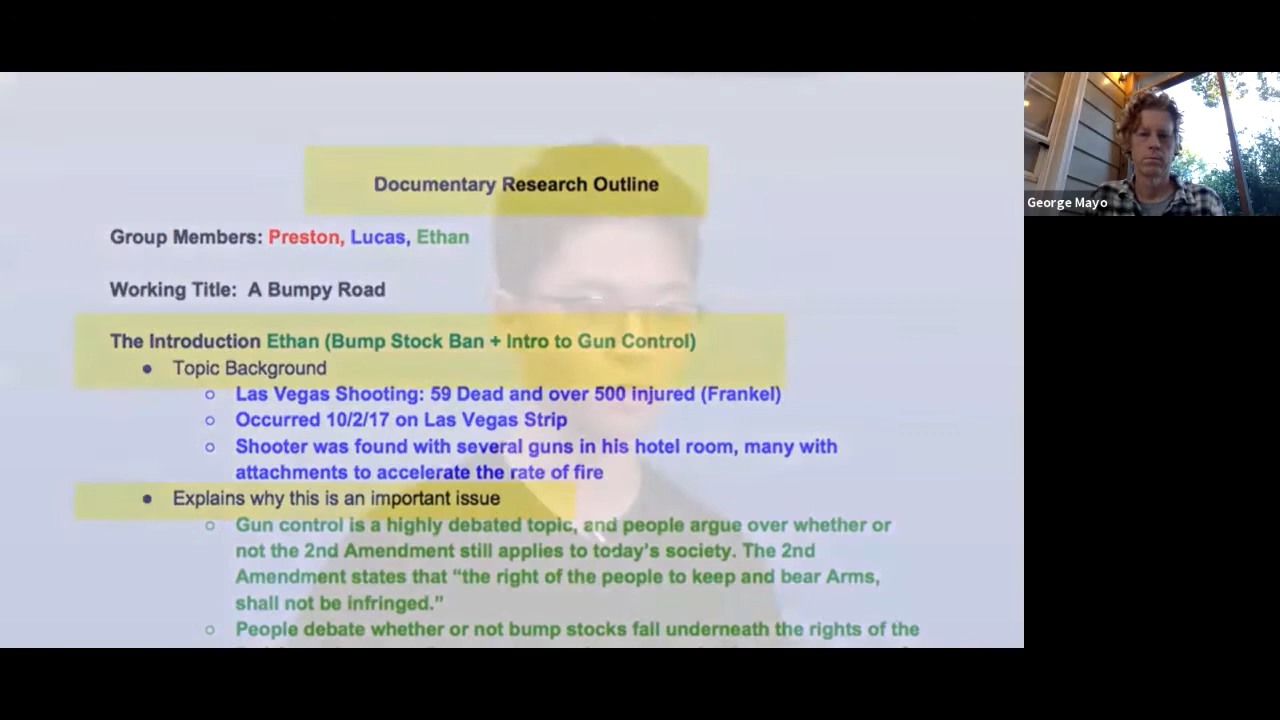 Documentary Research Outline
Group Members: Preston, Lucas, Ethan
Working Title: A Bumpy Road
The Introduction Ethan (Bump Stock Ban + Intro to Gun Control)
● Topic Background
○ Las Vegas Shooting: 59 Dead and over 500 injured (Frankel)
○ Occurred 10/2/17 on Las Vegas Strip
○ Shooter was found with several guns in his hotel room, many with
attachments to accelerate the rate of fire
● Explains why this is an important issue
○ Gun control is a highly debated topic, and people argue over whether or
not the 2nd Amendment still applies to today's society. The 2nd
Amendment states that “the right of the people to keep and bear Arms,
shall not be infringed.”
○ People debate whether or not bump stocks fall underneath the rights of the
George Mayo